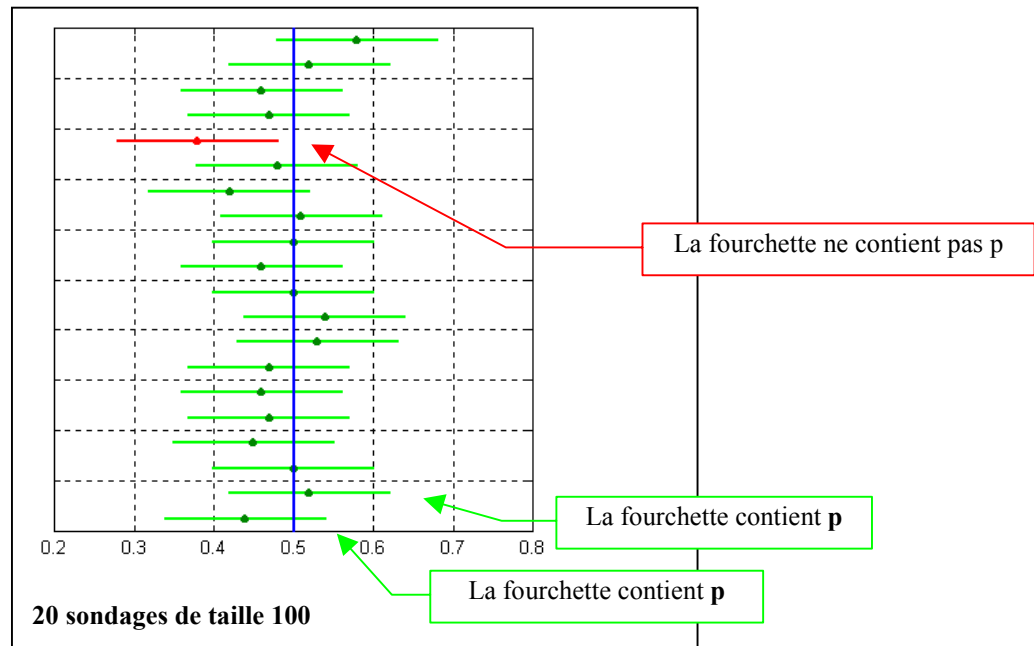 La fourchette ne contient pas p
La fourchette contient p
0.2 0.3 0.4 0.5 0.6 0.7 0.8
La fourchette contient p
20 sondages de taille 100